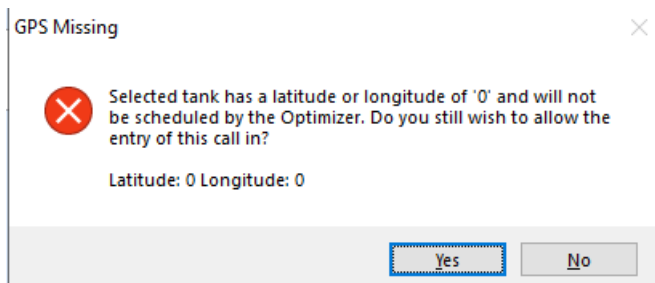 GPS Missing
Selected tank has a latitude or longitude of '0' and will not
be scheduled by the Optimizer. Do you still wish to allow the
entry of this call in?
Latitude: 0 Longitude: 0
Yes No